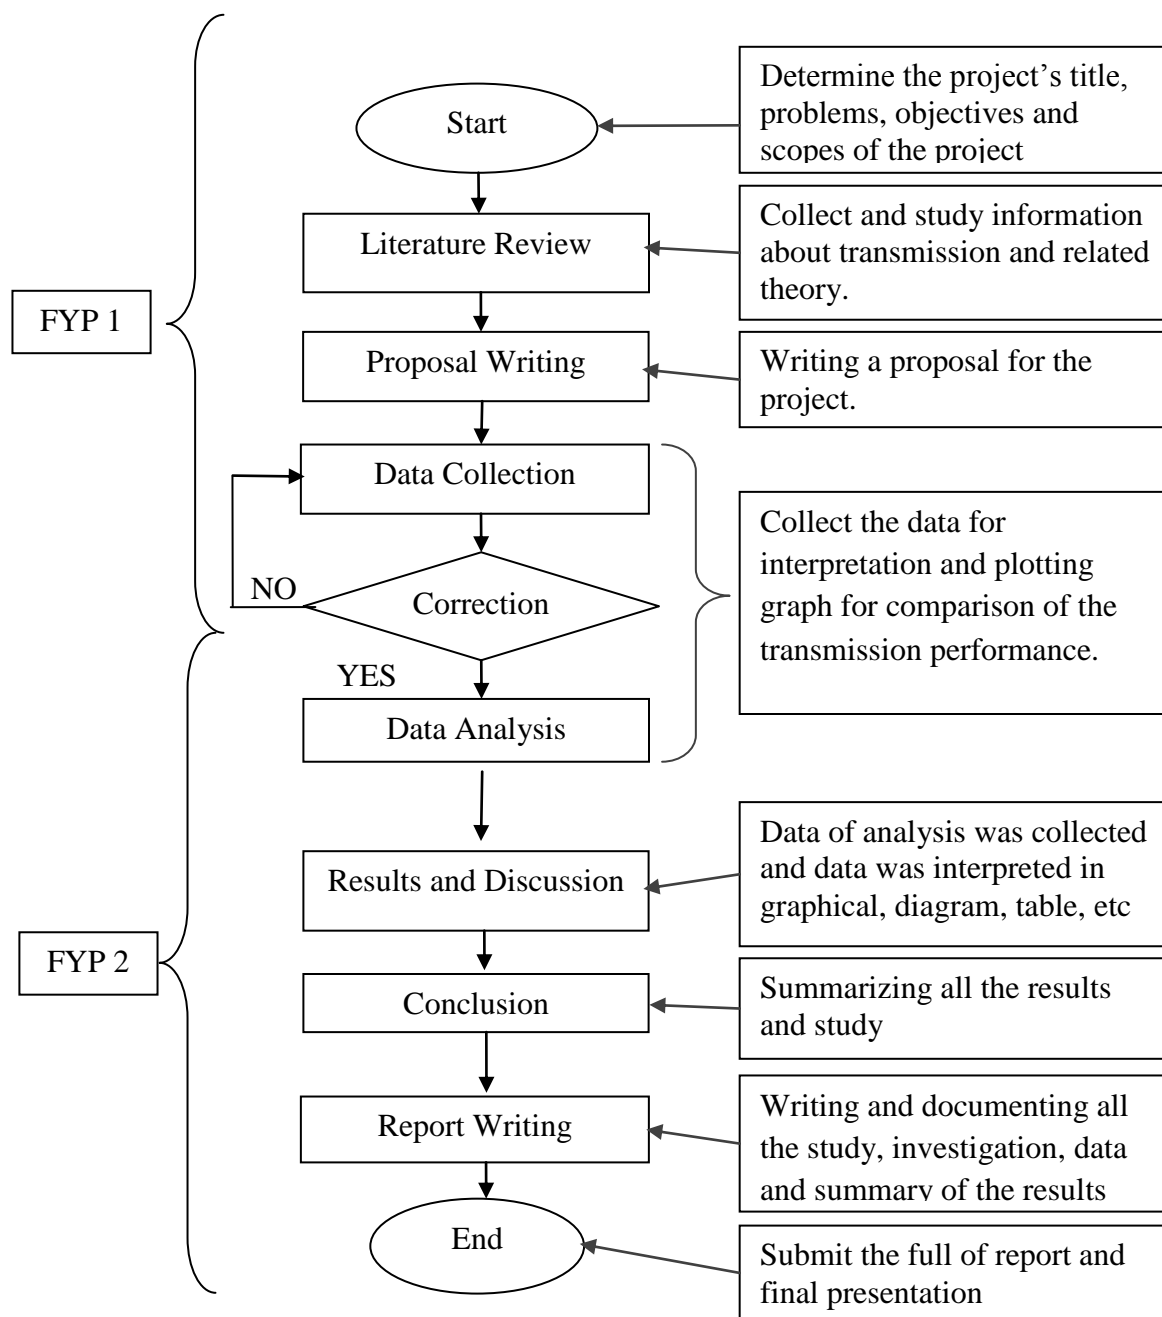 Start
Determine the project's title,
problems, objectives and
scopes of the project
Literature Review
Collect and study information
about transmission and related
theory.
FYP 1
Proposal Writing
Writing a proposal for the
project.
Data Collection
Collect the data for
interpretation and plotting
graph for comparison of the
transmission performance.
NO
Correction
YES
Data Analysis
Results and Discussion
Data of analysis was collected
and data was interpreted in
graphical, diagram, table, etc
FYP 2
Conclusion
Summarizing all the results
and study
Report Writing
Writing and documenting all
the study, investigation, data
and summary of the results
End
Submit the full of report and
final presentation